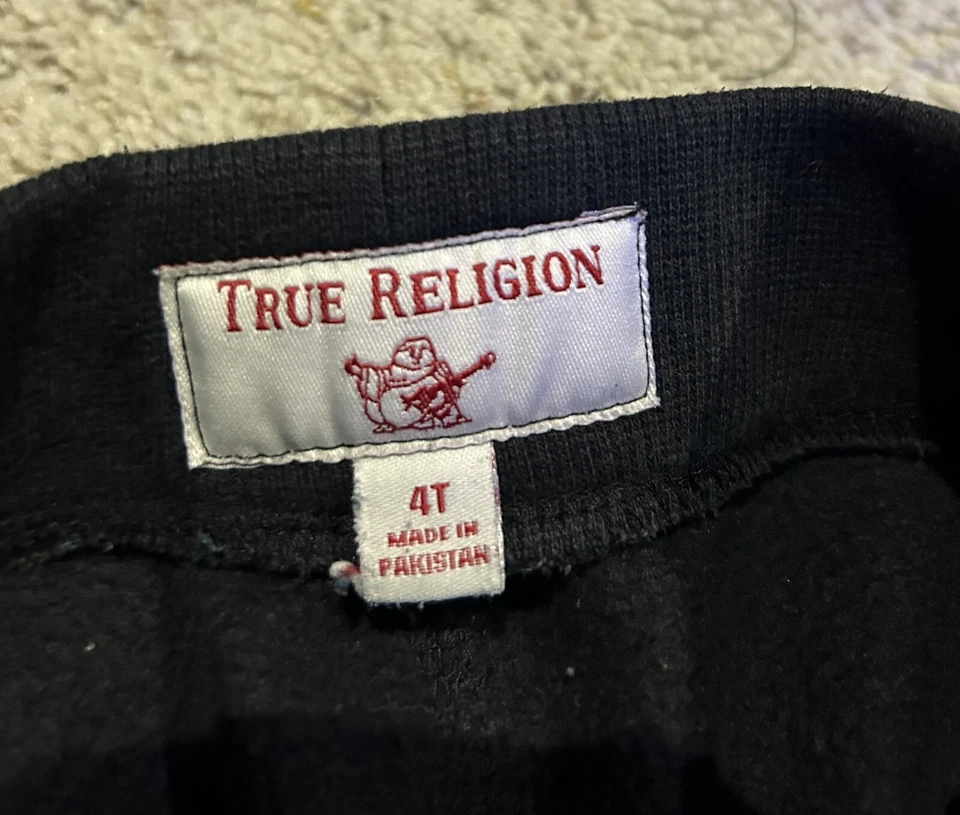 TRUE RELIGION
4T
MADE IN
PAKISTAN